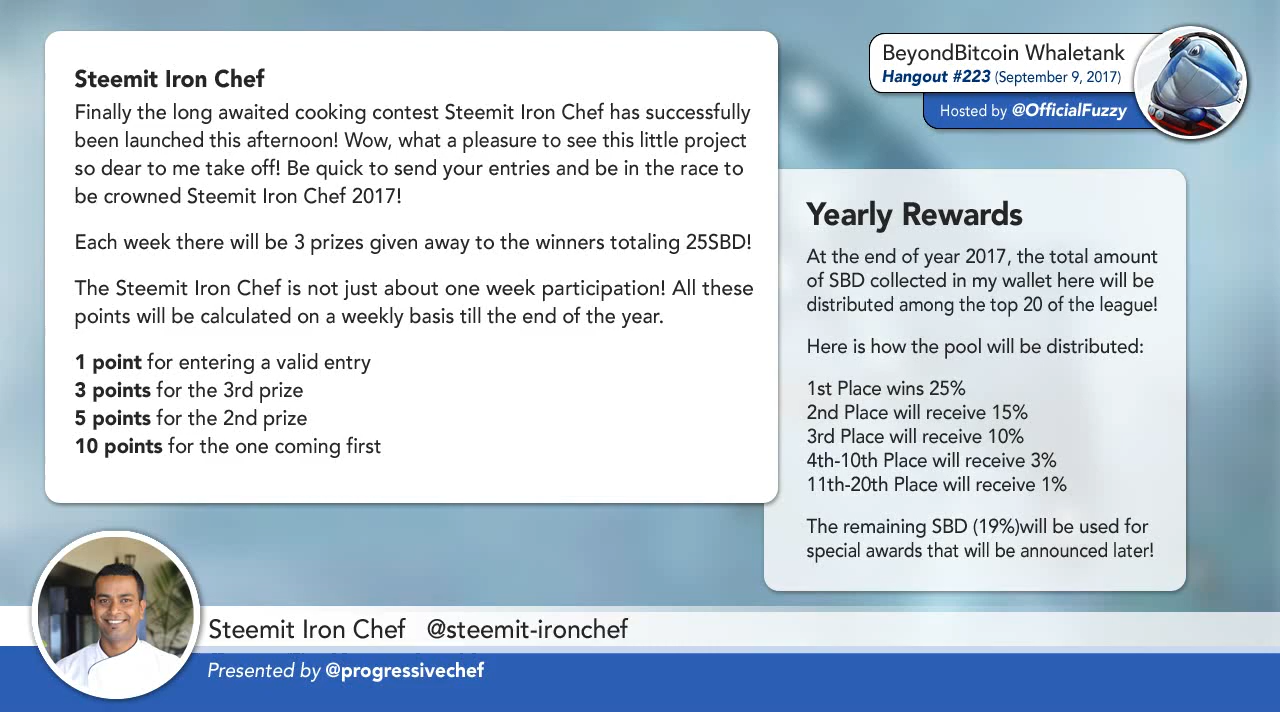 Steemit Iron Chef
Finally the long awaited cooking contest Steemit Iron Chef has successfully
been launched this afternoon! Wow, what a pleasure to see this little project
so dear to me take off! Be quick to send your entries and be in the race to
be crowned Steemit Iron Chef 2017!
Each week there will be 3 prizes given away to the winners totaling 25SBD!
The Steemit Iron Chef is not just about one week participation! All these
points will be calculated on a weekly basis till the end of the year.
1 point for entering a valid entry
3 points for the 3rd prize
5 points for the 2nd prize
10 points for the one coming first
BeyondBitcoin Whaletank
Hangout #223 (September 9, 2017)
Hosted by @OfficialFuzzy
Yearly Rewards
At the end of year 2017, the total amount
of SBD collected in my wallet here will be
distributed among the top 20 of the league!
Here is how the pool will be distributed:
1st Place wins 25%
2nd Place will receive 15%
3rd Place will receive 10%
4th-10th Place will receive 3%
11th-20th Place will receive 1%
The remaining SBD (19%)will be used for
special awards that will be announced later!
Steemit Iron Chef @steemit-ironchef
Presented by @progressivechef